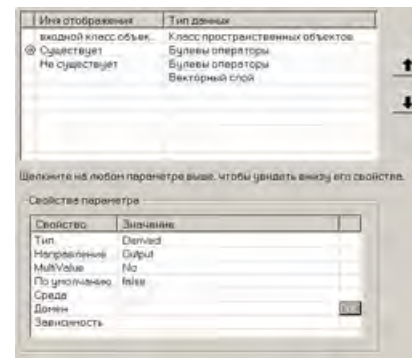 Имя отображения Тип данных
входной класс объек... Класс пространственных объектов
Существует Булевы операторы
Не существует Булевы операторы
Векторный слой
Щелкните на любом параметре выше, чтобы увидеть внизу его свойства.
Свойства параметра
Свойство Значение
Тип Derived
Направление Output
MultiValue No
По умолчанию false
Среда
Домен
Зависимость